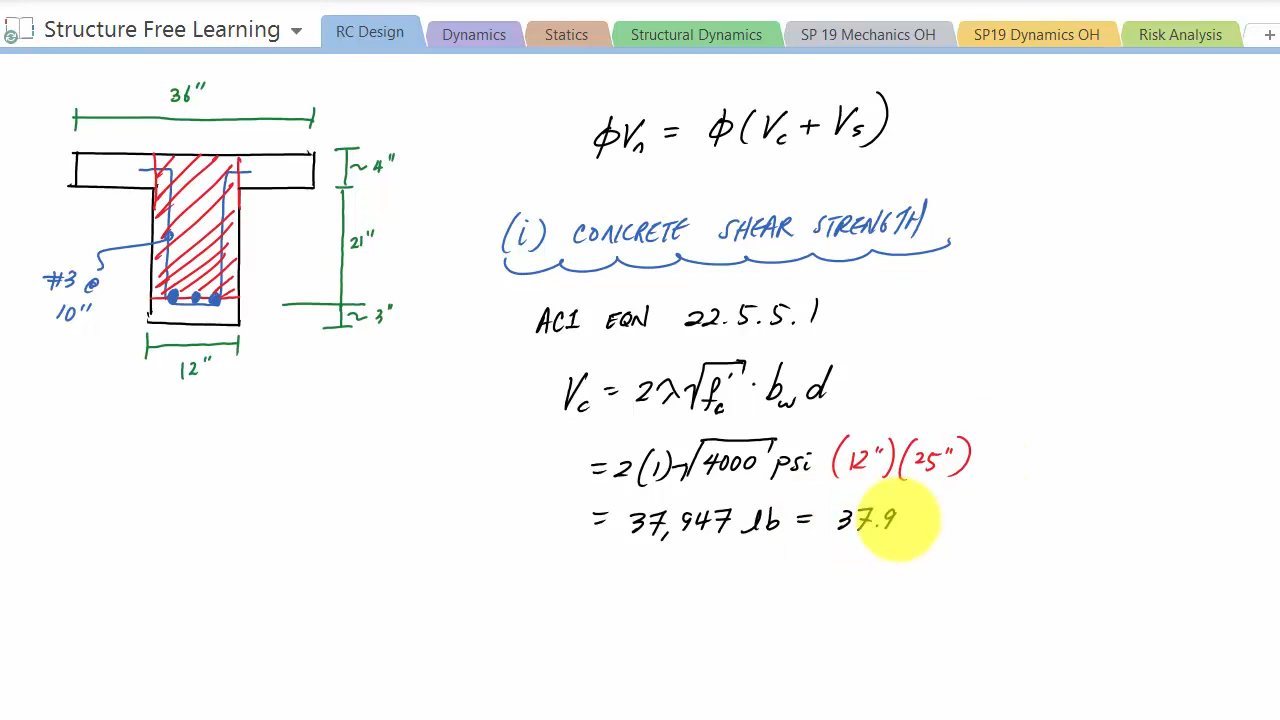 Structure Free Learning
RC Design
Dynamics
Statics
Structural Dynamics
SP 19 Mechanics OH
SP19 Dynamics OH
Risk Analysis
36"
~ 4"
21"
~ 3"
12"
#3 @
10"
ϕVn = ϕ(Vc + Vs)
(i) CONCRETE SHEAR STRENGTH
ACI EQN 22.5.5.1
Vc = 2λ√fc' · bw d
= 2(1)√4000 psi (12")(25")
= 37,947 lb = 37.9